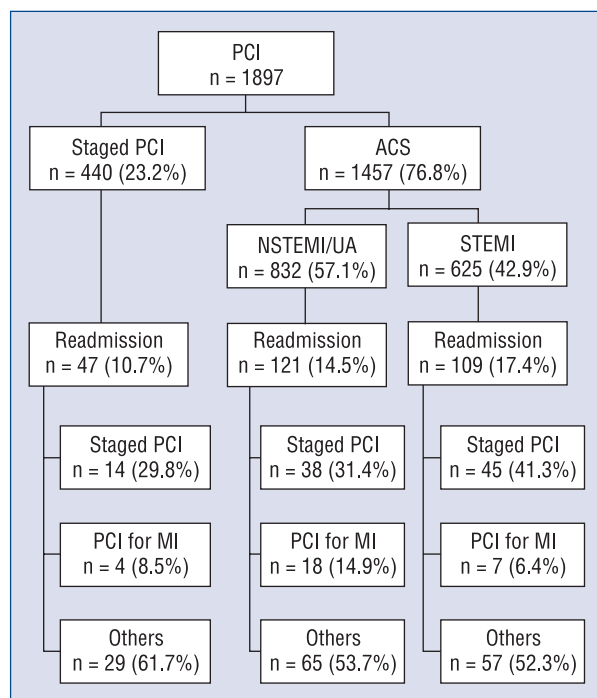 PCI
n = 1897
Staged PCI
n = 440 (23.2%)
ACS
n = 1457 (76.8%)
NSTEMI/UA
n = 832 (57.1%)
STEMI
n = 625 (42.9%)
Readmission
n = 47 (10.7%)
Readmission
n = 121 (14.5%)
Readmission
n = 109 (17.4%)
Staged PCI
n = 14 (29.8%)
Staged PCI
n = 38 (31.4%)
Staged PCI
n = 45 (41.3%)
PCI for MI
n = 4 (8.5%)
PCI for MI
n = 18 (14.9%)
PCI for MI
n = 7 (6.4%)
Others
n = 29 (61.7%)
Others
n = 65 (53.7%)
Others
n = 57 (52.3%)